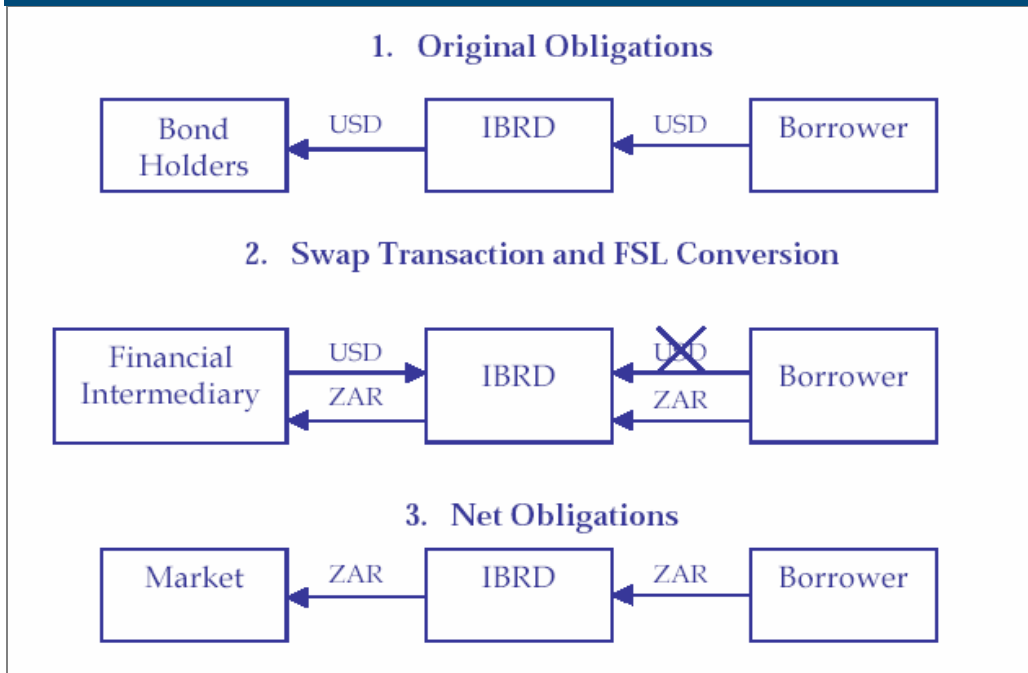 1. Original Obligations
Bond Holders
USD
IBRD
USD
Borrower
2. Swap Transaction and FSL Conversion
Financial Intermediary
USD
ZAR
IBRD
USD
ZAR
Borrower
3. Net Obligations
Market
ZAR
IBRD
ZAR
Borrower